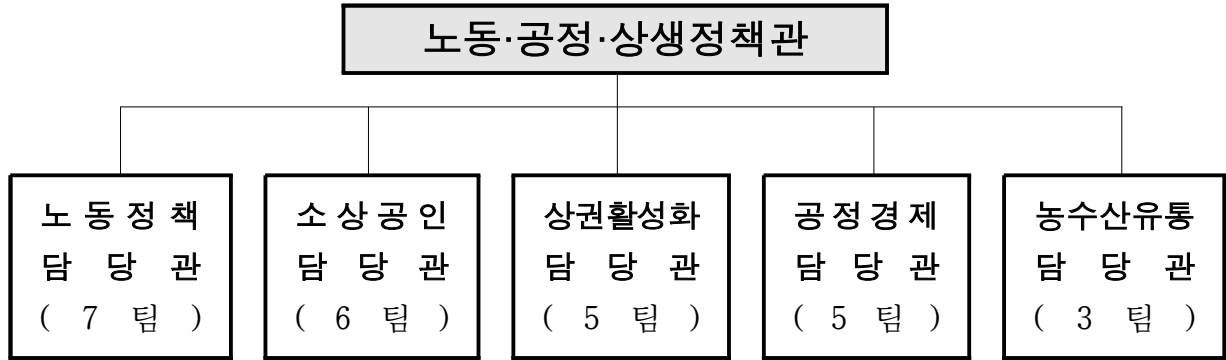 노동·공정·상생정책관
노동정책
담당관
( 7 팀 )
소상공인
담당관
( 6 팀 )
상권활성화
담당관
( 5 팀 )
공정경제
담당관
( 5 팀 )
농수산유통
담당관
( 3 팀 )